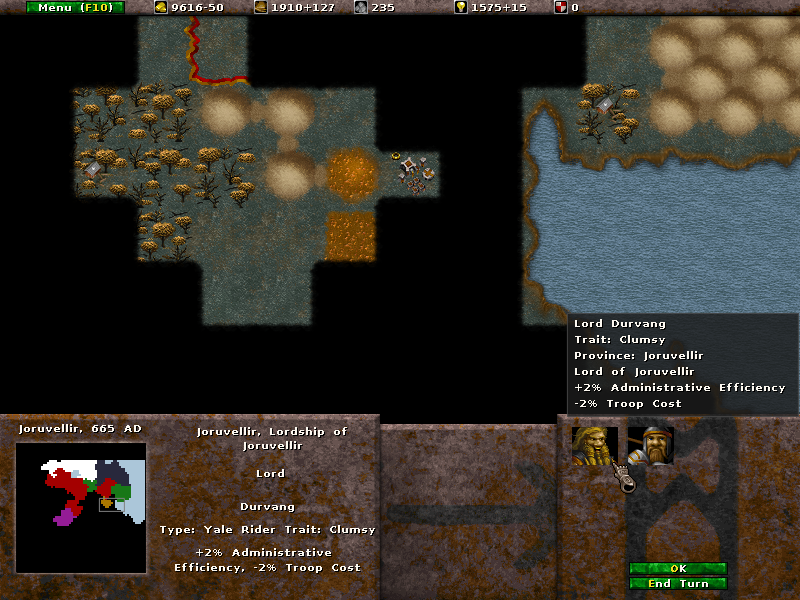 Menu (F10) 9616-50 1910+127 235 1575+15 0
Lord Durvang
Trait: Clumsy
Province: Joruvellir
Lord of Joruvellir
+2% Administrative Efficiency
-2% Troop Cost
Joruvellir, 665 AD
Joruvellir, Lordship of
Joruvellir
Lord
Durvang
Type: Yale Rider Trait: Clumsy
+2% Administrative
Efficiency, -2% Troop Cost
OK
End Turn